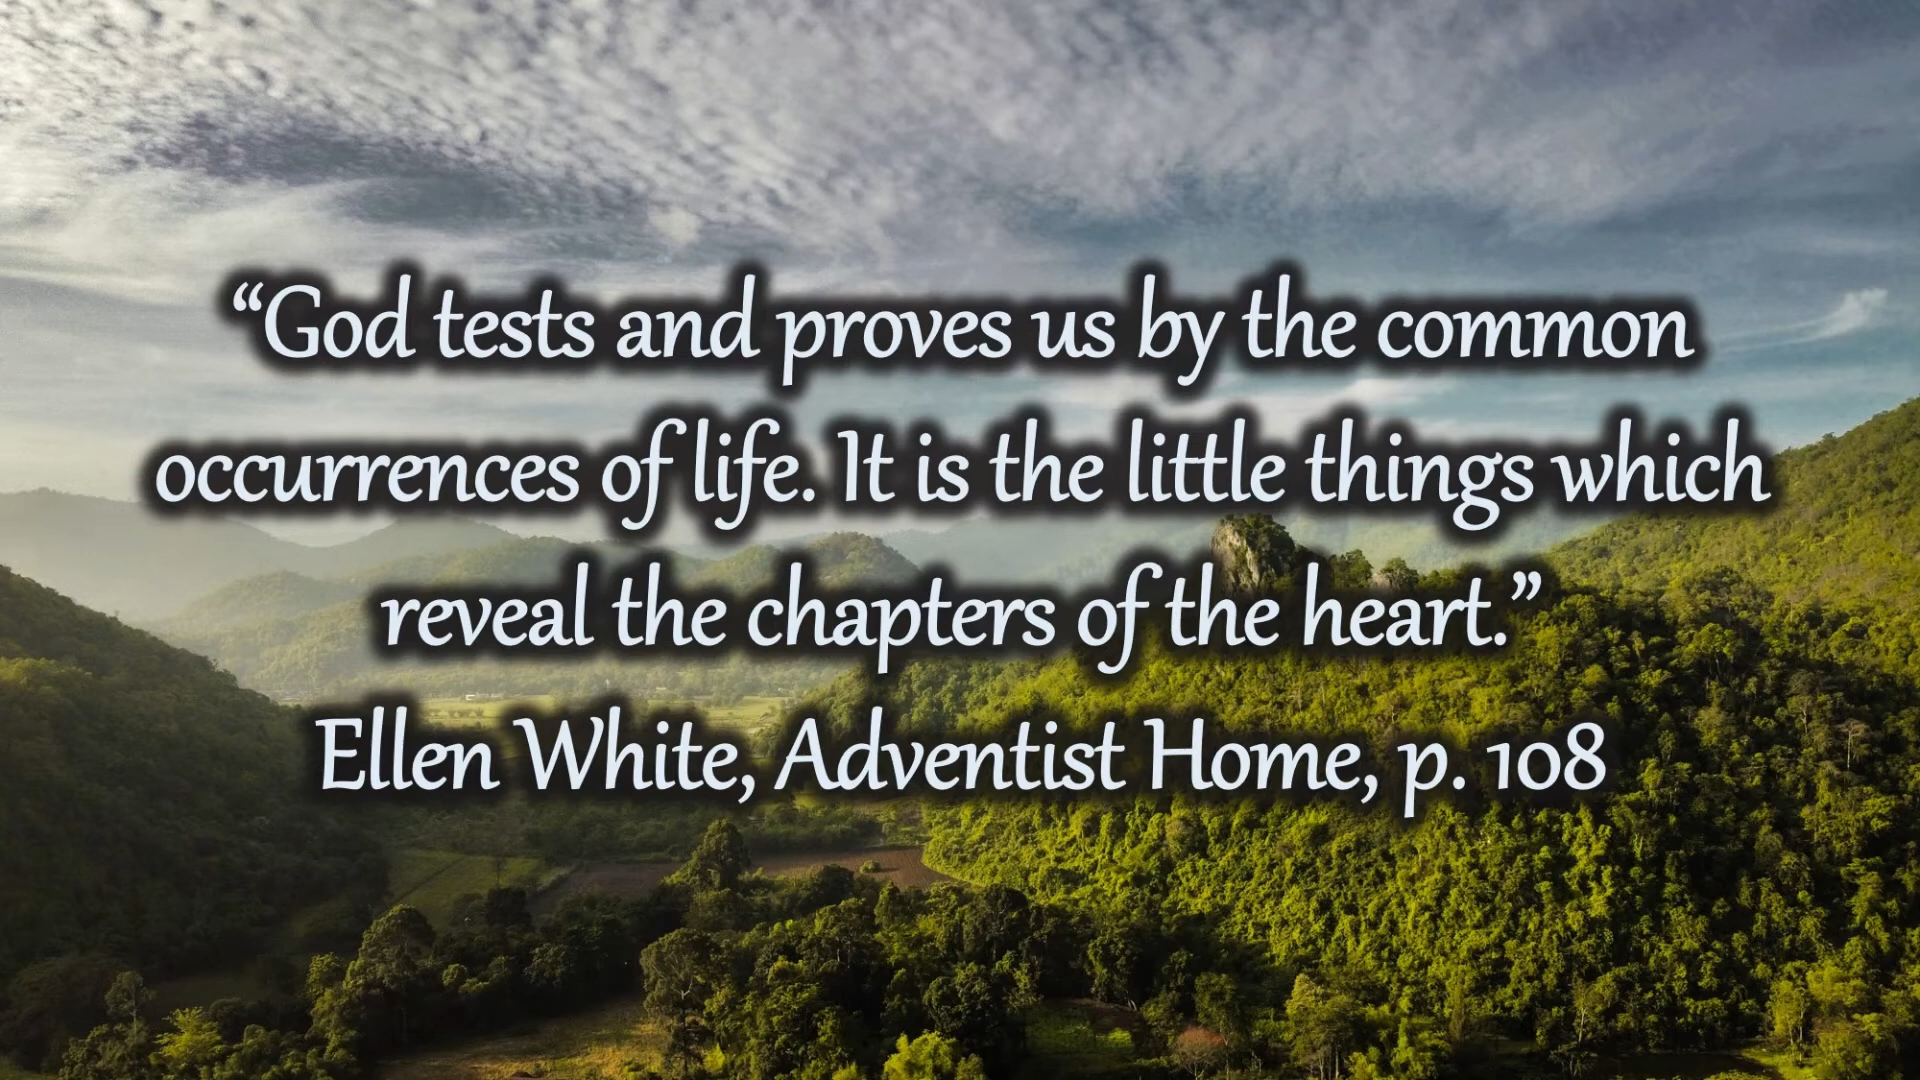 “God tests and proves us by the common
occurrences of life. It is the little things which
reveal the chapters of the heart.”
Ellen White, Adventist Home, p. 108